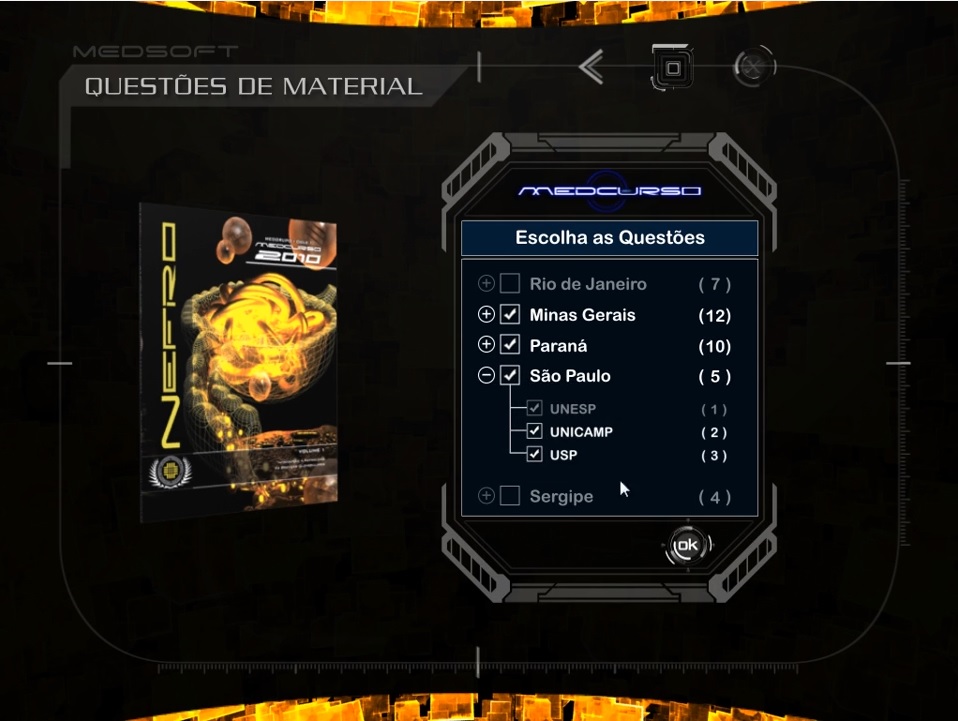 MEDSOFT
QUESTÕES DE MATERIAL
MEDCURSO
2010
NEFRO
VOLUME 1
MEDCURSO
Escolha as Questões
Rio de Janeiro ( 7 )
Minas Gerais (12)
Paraná (10)
São Paulo ( 5 )
UNESP ( 1 )
UNICAMP ( 2 )
USP ( 3 )
Sergipe ( 4 )
ok